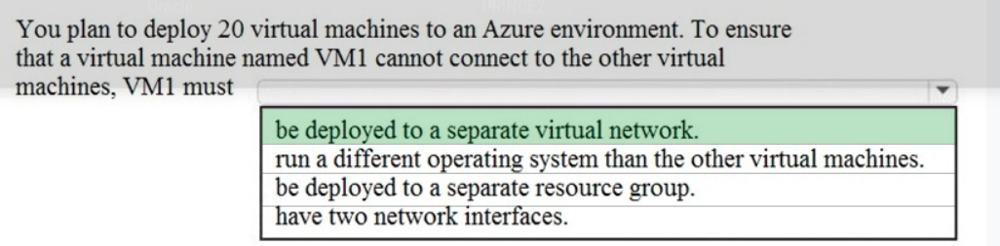 You plan to deploy 20 virtual machines to an Azure environment. To ensure
that a virtual machine named VM1 cannot connect to the other virtual
machines, VM1 must
be deployed to a separate virtual network.
run a different operating system than the other virtual machines.
be deployed to a separate resource group.
have two network interfaces.